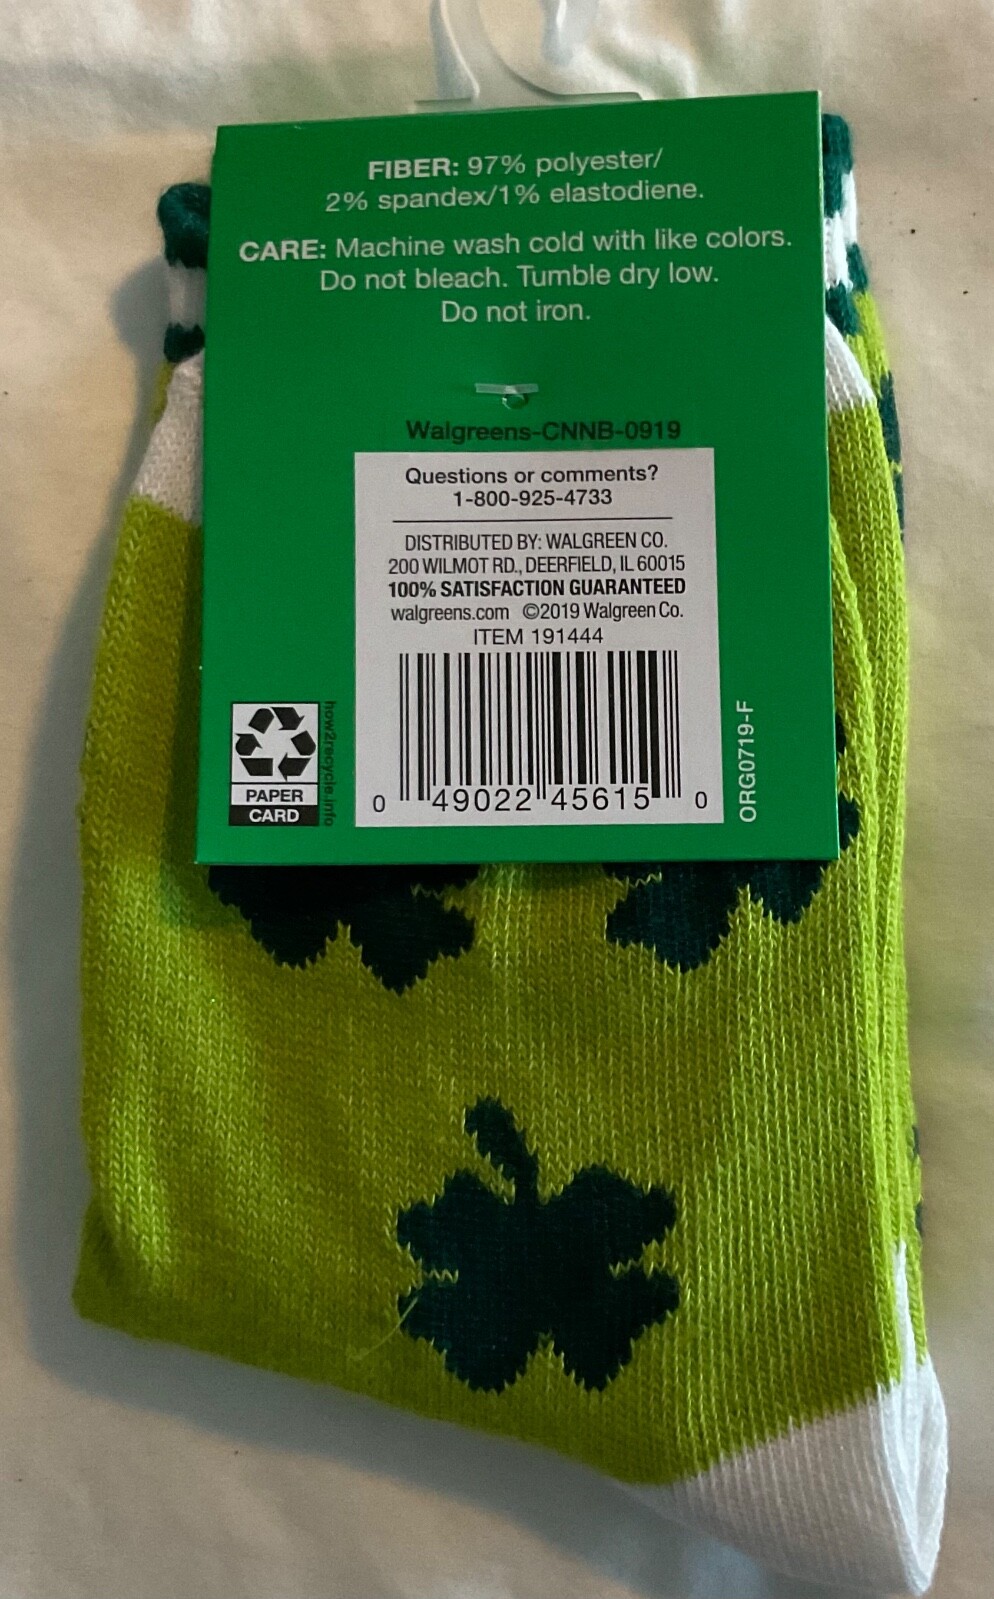 FIBER: 97% polyester/
2% spandex/1% elastodiene.
CARE: Machine wash cold with like colors.
Do not bleach. Tumble dry low.
Do not iron.
Walgreens-CNNB-0919
Questions or comments?
1-800-925-4733
DISTRIBUTED BY: WALGREEN CO.
200 WILMOT RD., DEERFIELD, IL 60015
100% SATISFACTION GUARANTEED
walgreens.com ©2019 Walgreen Co.
ITEM 191444
0 49022 45615 0
PAPER
CARD
how2recycle.info
ORG0719-F